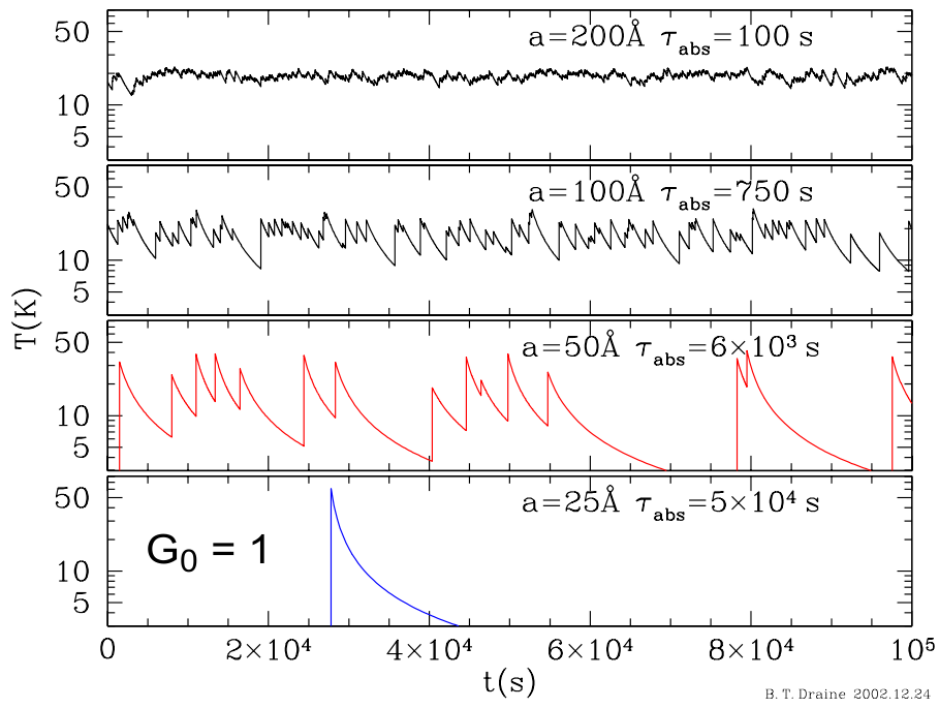 a=200Å τabs=100 s
50
10
5
a=100Å τabs=~750 s
50
10
T(K)
a=50Å τabs=6×10³ s
50
10
5
a=25Å τabs=5×10⁴ s
50
G₀ = 1
10
5
0 2×10⁴ 4×10⁴ 6×10⁴ 8×10⁴ 10⁵
t(s)
B. T. Draine 2002.12.24